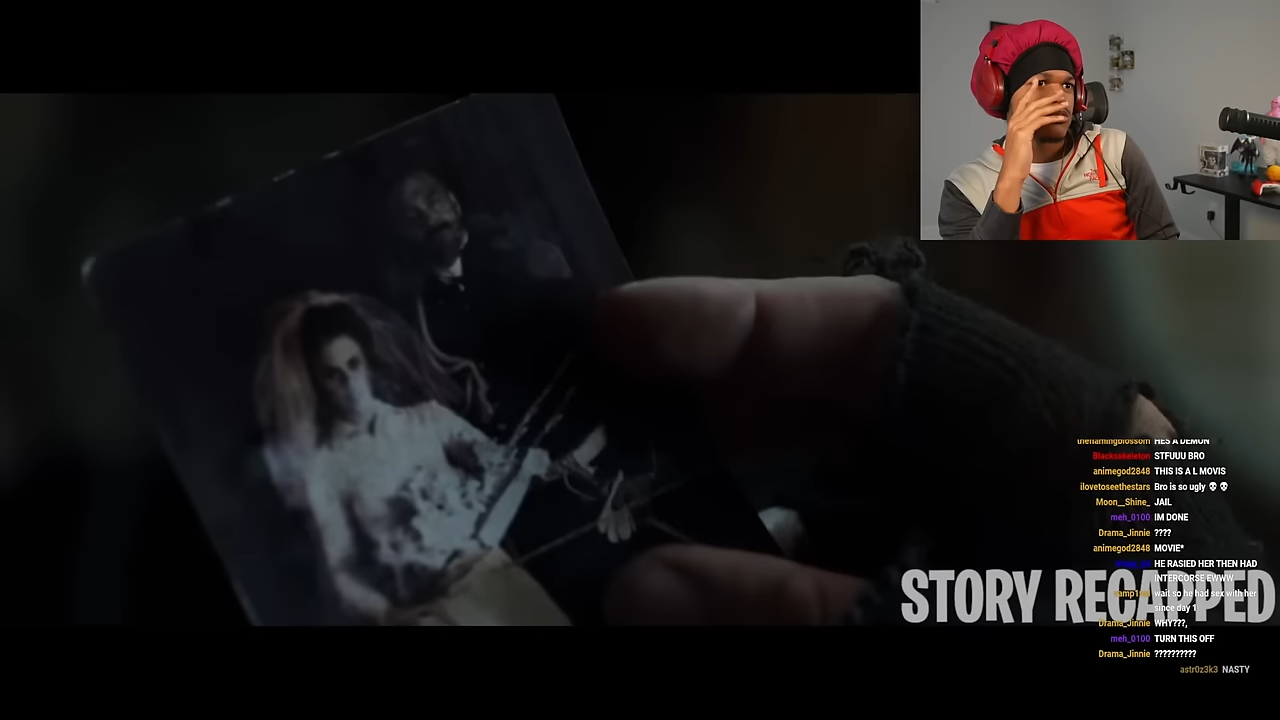 thenamingblossom HES A DEMON
Blacksskeleton STFUUU BRO
animegod2848 THIS IS A L MOVIS
ilovetoseethestars Bro is so ugly 💀 💀
Moon__Shine_ JAIL
meh_0100 IM DONE
Drama_Jinnie ????
animegod2848 MOVIE*
HE RASIED HER THEN HAD
INTERCORSE EWWW
wait so he had sex with her
since day 1
Drama_Jinnie WHY???,
meh_0100 TURN THIS OFF
Drama_Jinnie ??????????
astr0z3k3 NASTY
STORY RECAPPED